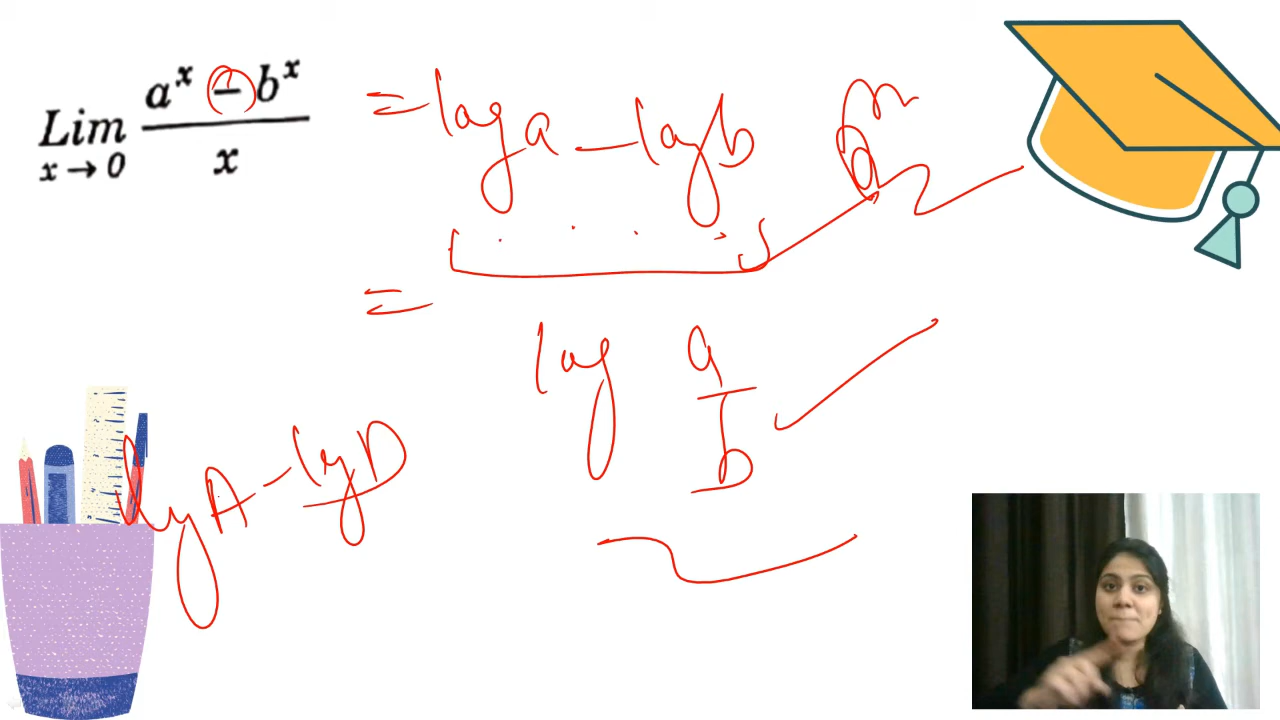 Lim x → 0 (a^x − b^x) / x = log a − log b
= log a/b
log A − log D